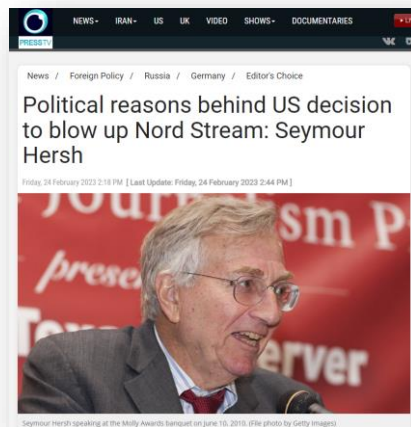 NEWS IRAN US UK VIDEO SHOWS DOCUMENTARIES
PRESSTV
News / Foreign Policy / Russia / Germany / Editor's Choice
Political reasons behind US decision
to blow up Nord Stream: Seymour
Hersh
Friday, 24 February 2023 2:18 PM [ Last Update: Friday, 24 February 2023 2:44 PM ]
Journalism P
prese
Te
erver
Seymour Hersh speaking at the Molly Awards banquet on June 10, 2010. (File photo by Getty Images)